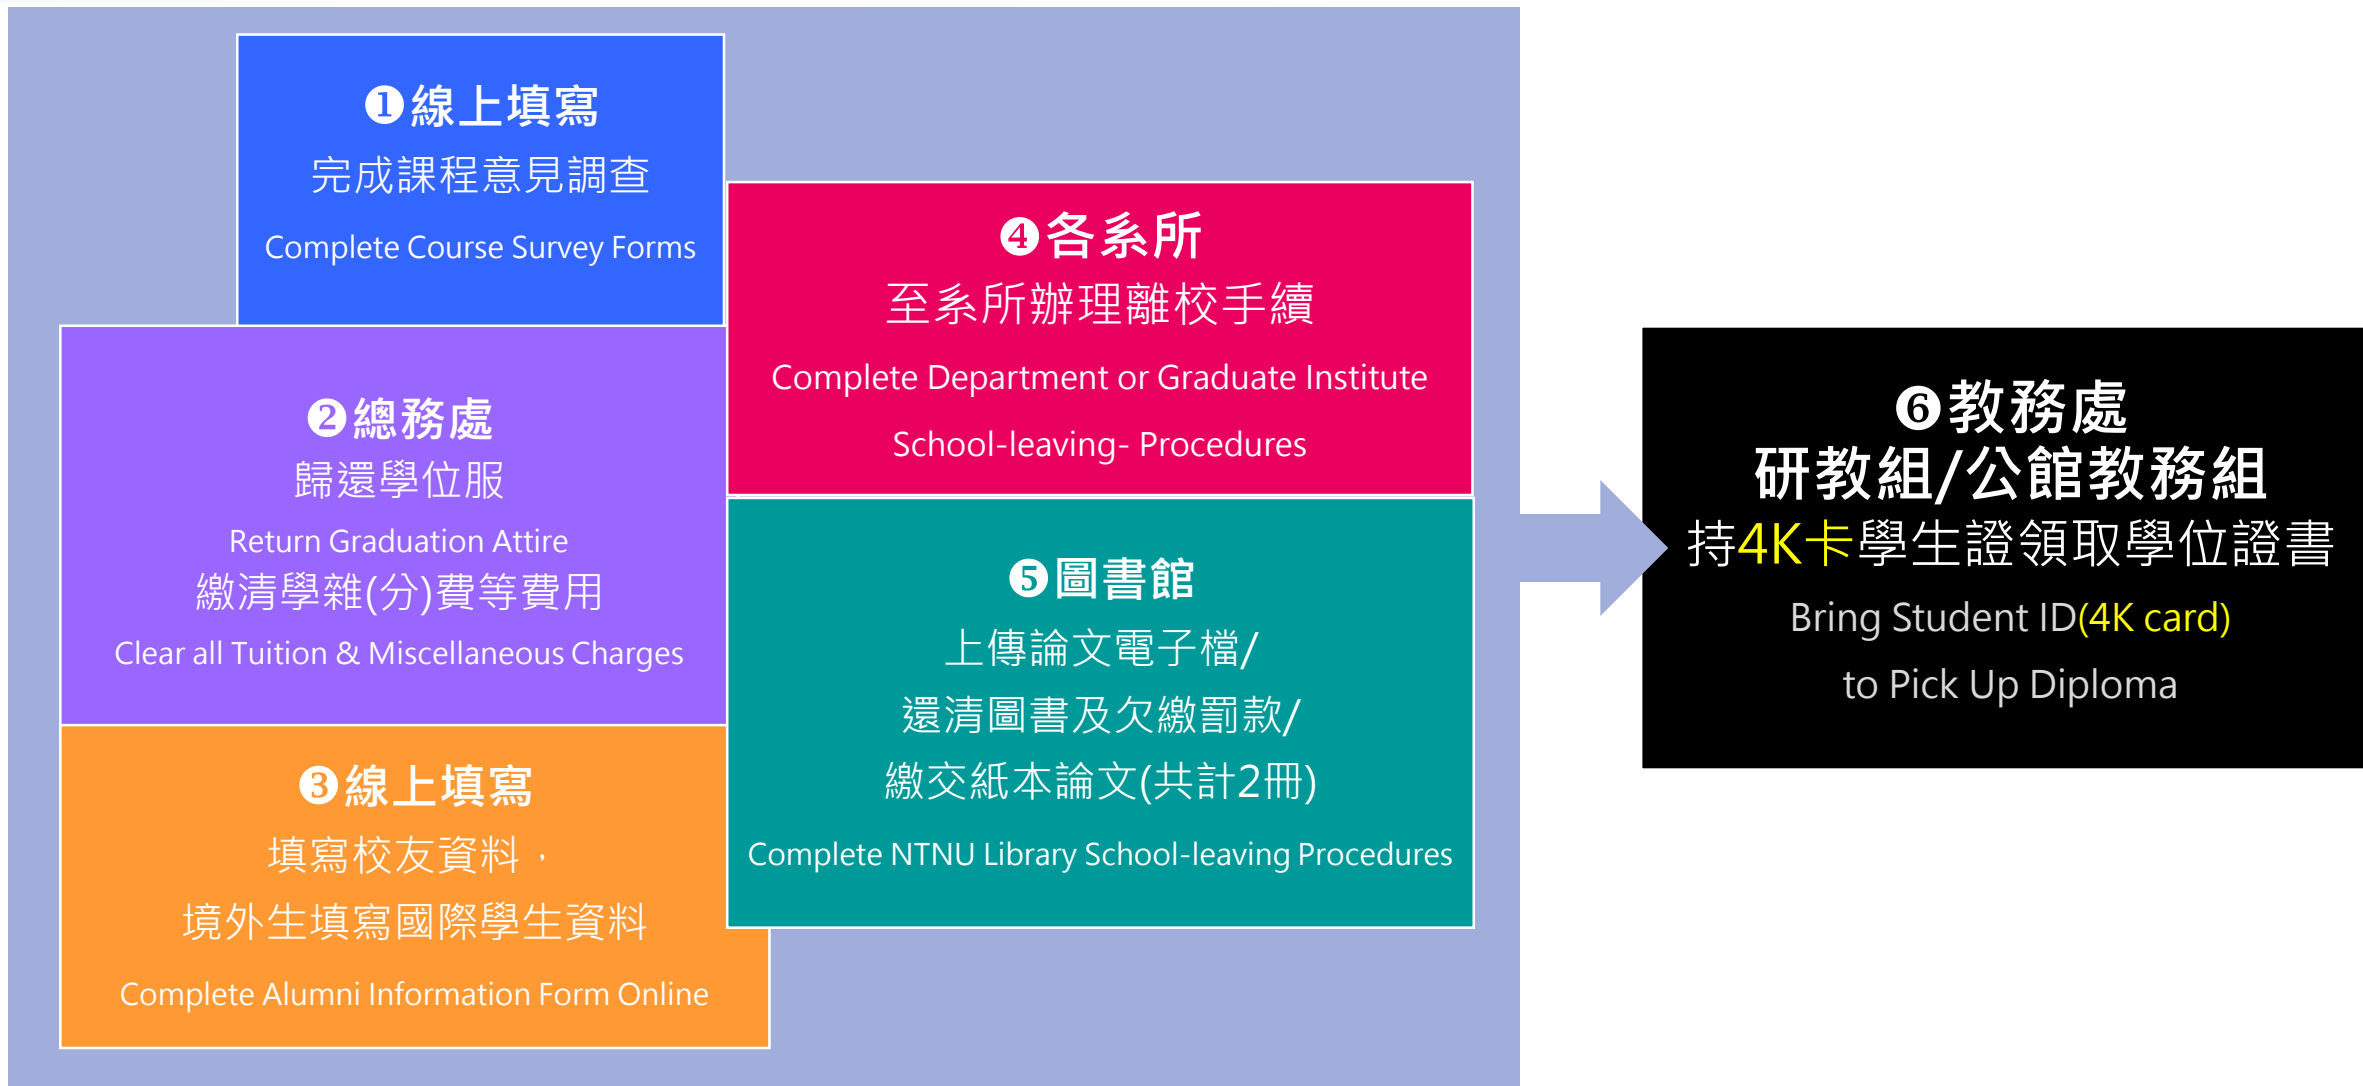 ❶線上填寫
完成課程意見調查
Complete Course Survey Forms
❷總務處
歸還學位服
Return Graduation Attire
繳清學雜(分)費等費用
Clear all Tuition & Miscellaneous Charges
❸線上填寫
填寫校友資料，
境外生填寫國際學生資料
Complete Alumni Information Form Online
❹各系所
至系所辦理離校手續
Complete Department or Graduate Institute
School-leaving- Procedures
❺圖書館
上傳論文電子檔/
還清圖書及欠繳罰款/
繳交紙本論文(共計2冊)
Complete NTNU Library School-leaving Procedures
❻教務處
研教組/公館教務組
持4K卡學生證領取學位證書
Bring Student ID(4K card)
to Pick Up Diploma